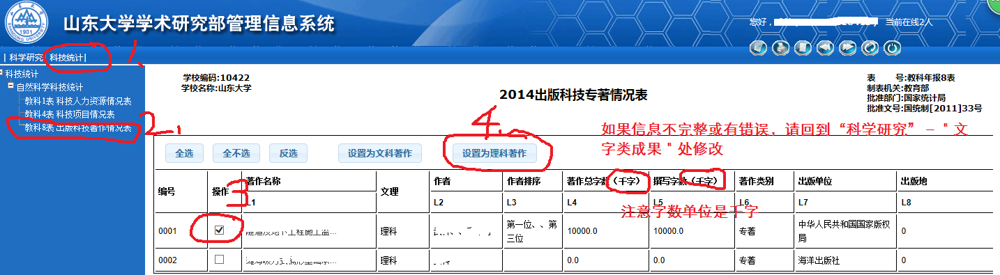 山东大学学术研究部管理信息系统
您好, 当前在线2人
1901
| 科学研究 科技统计|
1、
科技统计
自然科学科技统计
教科1表 科技人力资源情况表
教科4表 科技项目情况表
教科8表 出版科技著作情况表
2、
学校编码:10422
学校名称:山东大学
2014出版科技专著情况表
表 号:教科年报8表
制表机关:教育部
批准部门:国家统计局
批准文号:国统制[2011]33号
4、
如果信息不完整或有错误，请回到“科学研究” - " 文
字类成果 " 处修改
全选 全不选 反选 设置为文科著作 设置为理科著作
编号 操作 著作名称 文理 作者 作者排序 著作总字数（千字） 撰写字数（千字） 著作类别 出版单位 出版地
3
L1 L2 L3 L4 L5 L6 L7 L8
注意字数单位是千字
0001 理科 第一位、、第三位 10000.0 10000.0 专著 中华人民共和国国家版权局 0
0002 理科 0.0 0.0 专著 海洋出版社 0